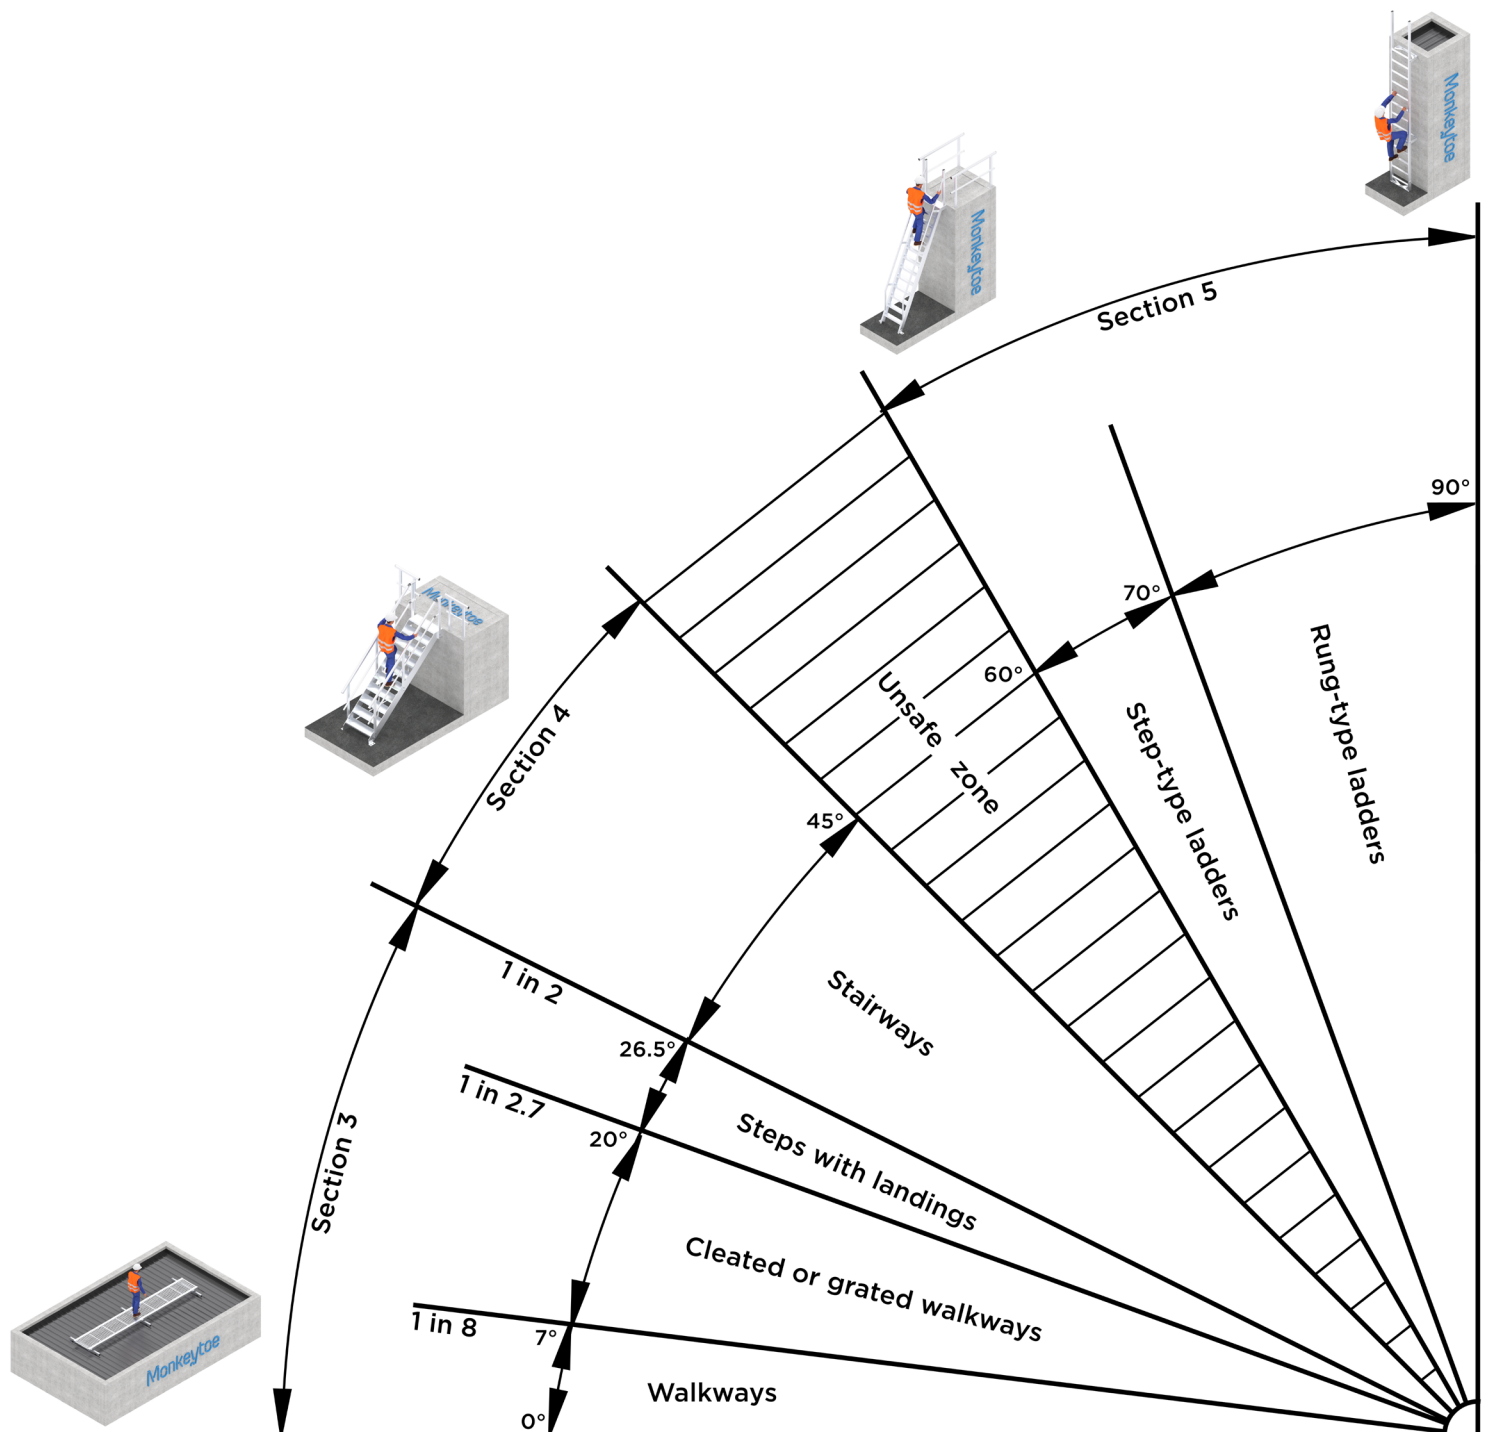 Monkeytoe
Monkeytoe
Section 5
90°
70°
60°
Rung-type ladders
Step-type ladders
Unsafe
zone
Monkeytoe
Section 4
45°
Stairways
1 in 2
26.5°
1 in 2.7
20°
Steps with landings
Section 3
Cleated or grated walkways
1 in 8
7°
Walkways
0°
Monkeytoe